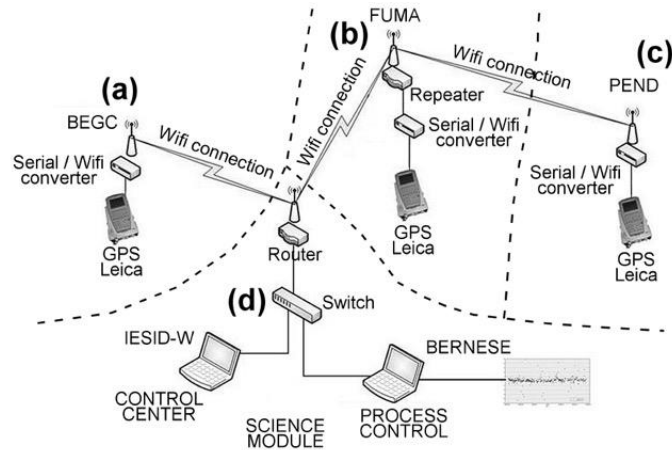 FUMA
(b)
(c)
Wifi connection
PEND
(a)
BEGC
Repeater
Wifi connection
Wifi connection
Serial / Wifi
converter
Serial / Wifi
converter
Serial / Wifi
converter
GPS
Leica
GPS
Leica
GPS
Leica
Router
(d)
Switch
IESID-W
BERNESE
CONTROL
CENTER
SCIENCE
MODULE
PROCESS
CONTROL